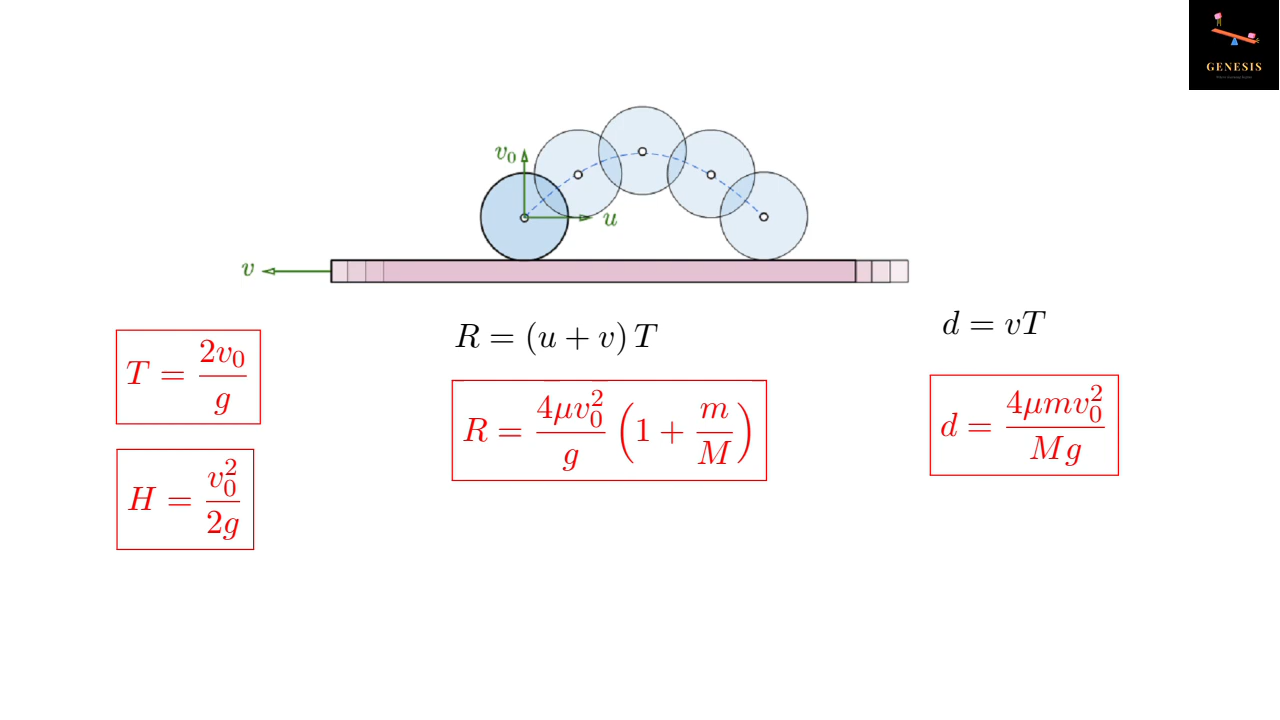 GENESIS
v₀
u
v
R = (u + v) T
d = vT
T = 2v₀/g
R = 4μv₀²/g (1 + m/M)
d = 4μmv₀²/Mg
H = v₀²/2g